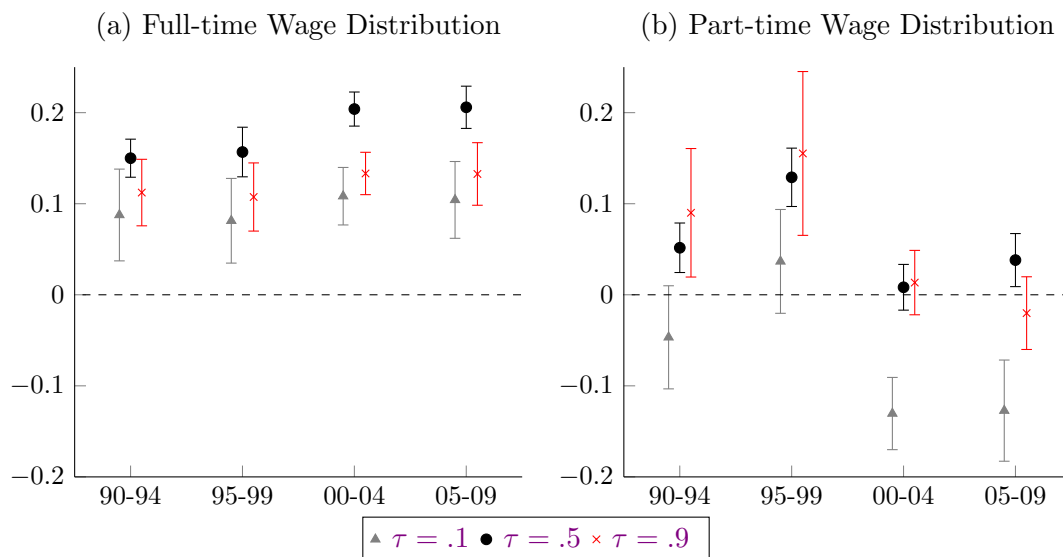 (a) Full-time Wage Distribution
0.2
0.1
0
−0.1
−0.2
90-94 95-99 00-04 05-09
(b) Part-time Wage Distribution
0.2
0.1
0
−0.1
−0.2
90-94 95-99 00-04 05-09
τ = .1 τ = .5 τ = .9